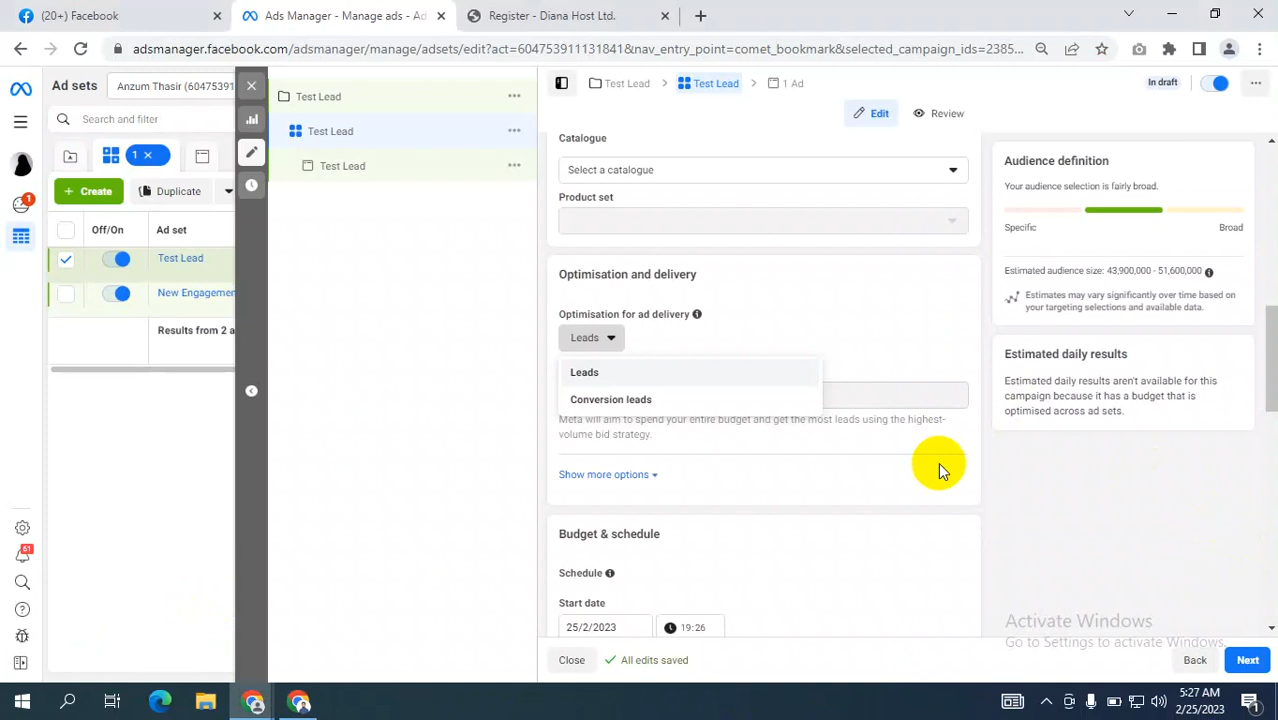 (20+) Facebook
Ads Manager - Manage ads - Ad
Register - Diana Host Ltd.
adsmanager.facebook.com/adsmanager/manage/adsets/edit?act=604753911131841&nav_entry_point=comet_bookmark&selected_campaign_ids=2385...
Ad sets
Anzum Thasir (6047539
Search and filter
1
Create
Duplicate
Off/On
Ad set
Test Lead
New Engagemen
Results from 2 a
1
61
Test Lead
Test Lead
Test Lead
Test Lead
Test Lead
1 Ad
In draft
Edit
Review
Catalogue
Select a catalogue
Product set
Optimisation and delivery
Optimisation for ad delivery
Leads
Leads
Conversion leads
Meta will aim to spend your entire budget and get the most leads using the highest-
volume bid strategy.
Show more options
Budget & schedule
Schedule
Start date
25/2/2023
19:26
Close
All edits saved
Back
Next
Audience definition
Your audience selection is fairly broad.
Specific
Broad
Estimated audience size: 43,900,000 - 51,600,000
Estimates may vary significantly over time based on
your targeting selections and available data.
Estimated daily results
Estimated daily results aren't available for this
campaign because it has a budget that is
optimised across ad sets.
Activate Windows
Go to Settings to activate Windows.
5:27 AM
2/25/2023
1